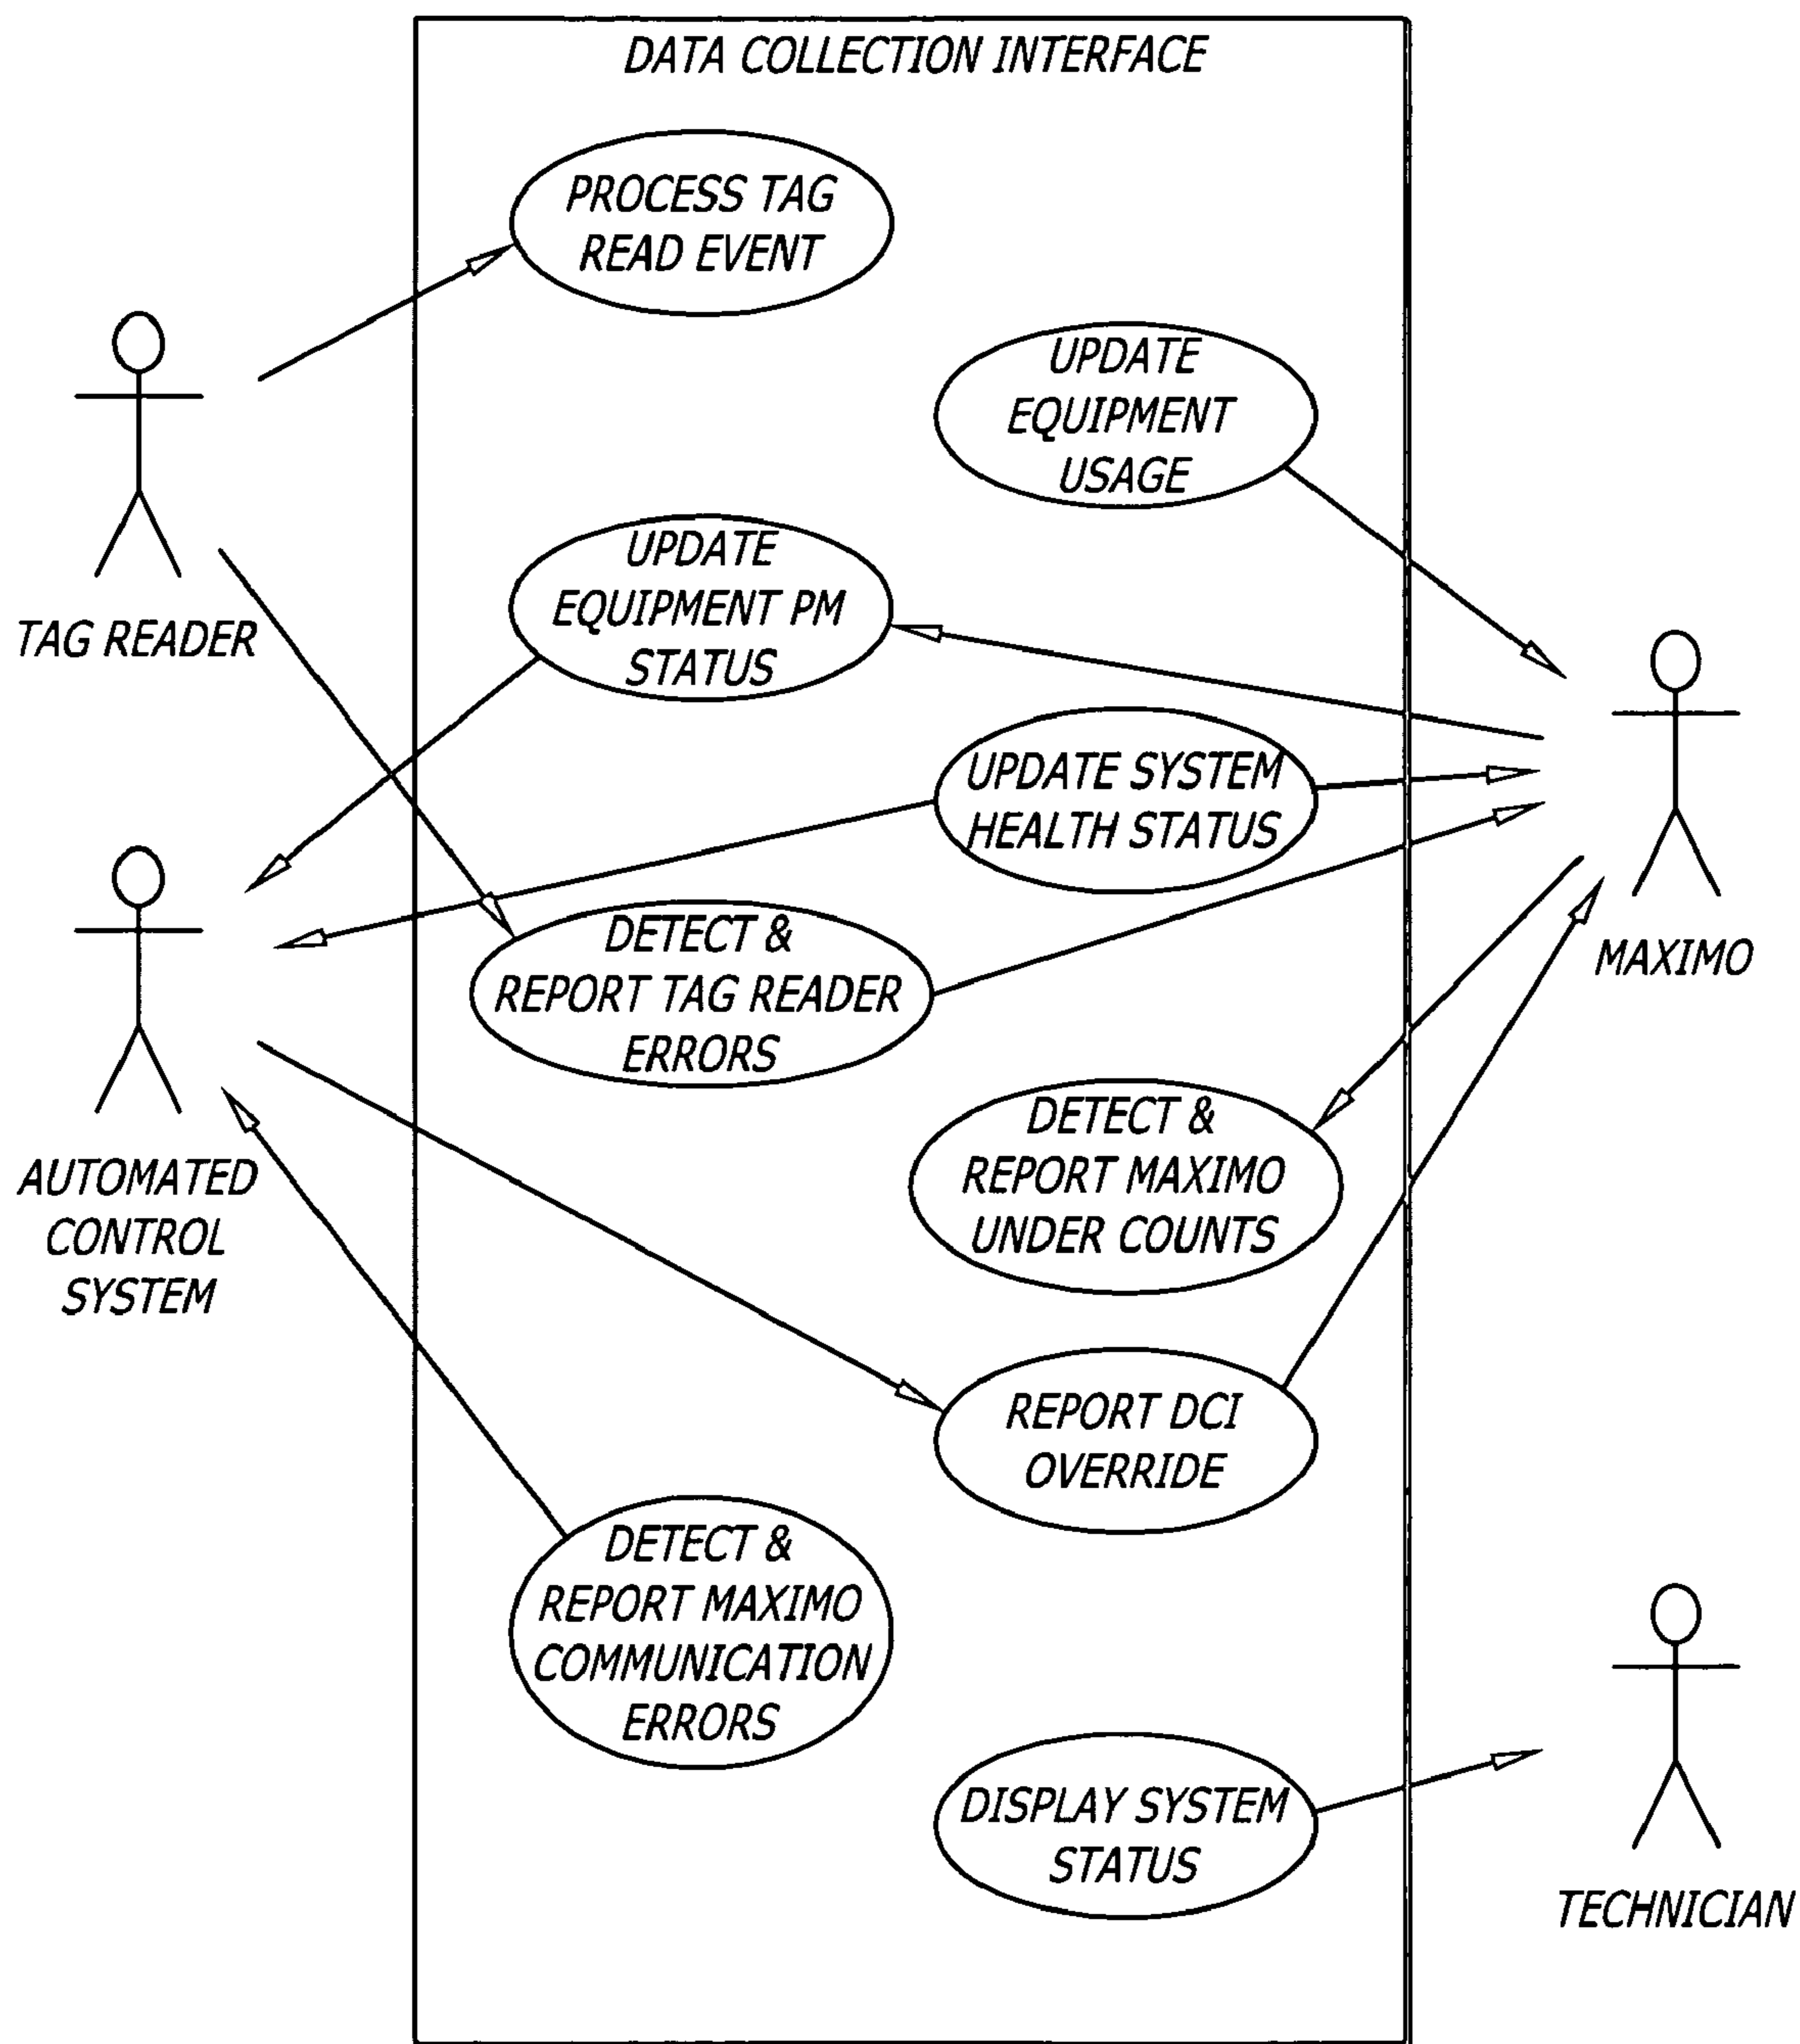 DATA COLLECTION INTERFACE
PROCESS TAG
READ EVENT
UPDATE
EQUIPMENT
USAGE
UPDATE
EQUIPMENT PM
STATUS
TAG READER
UPDATE SYSTEM
HEALTH STATUS
DETECT &
REPORT TAG READER
ERRORS
MAXIMO
DETECT &
REPORT MAXIMO
UNDER COUNTS
AUTOMATED
CONTROL
SYSTEM
REPORT DCI
OVERRIDE
DETECT &
REPORT MAXIMO
COMMUNICATION
ERRORS
DISPLAY SYSTEM
STATUS
TECHNICIAN